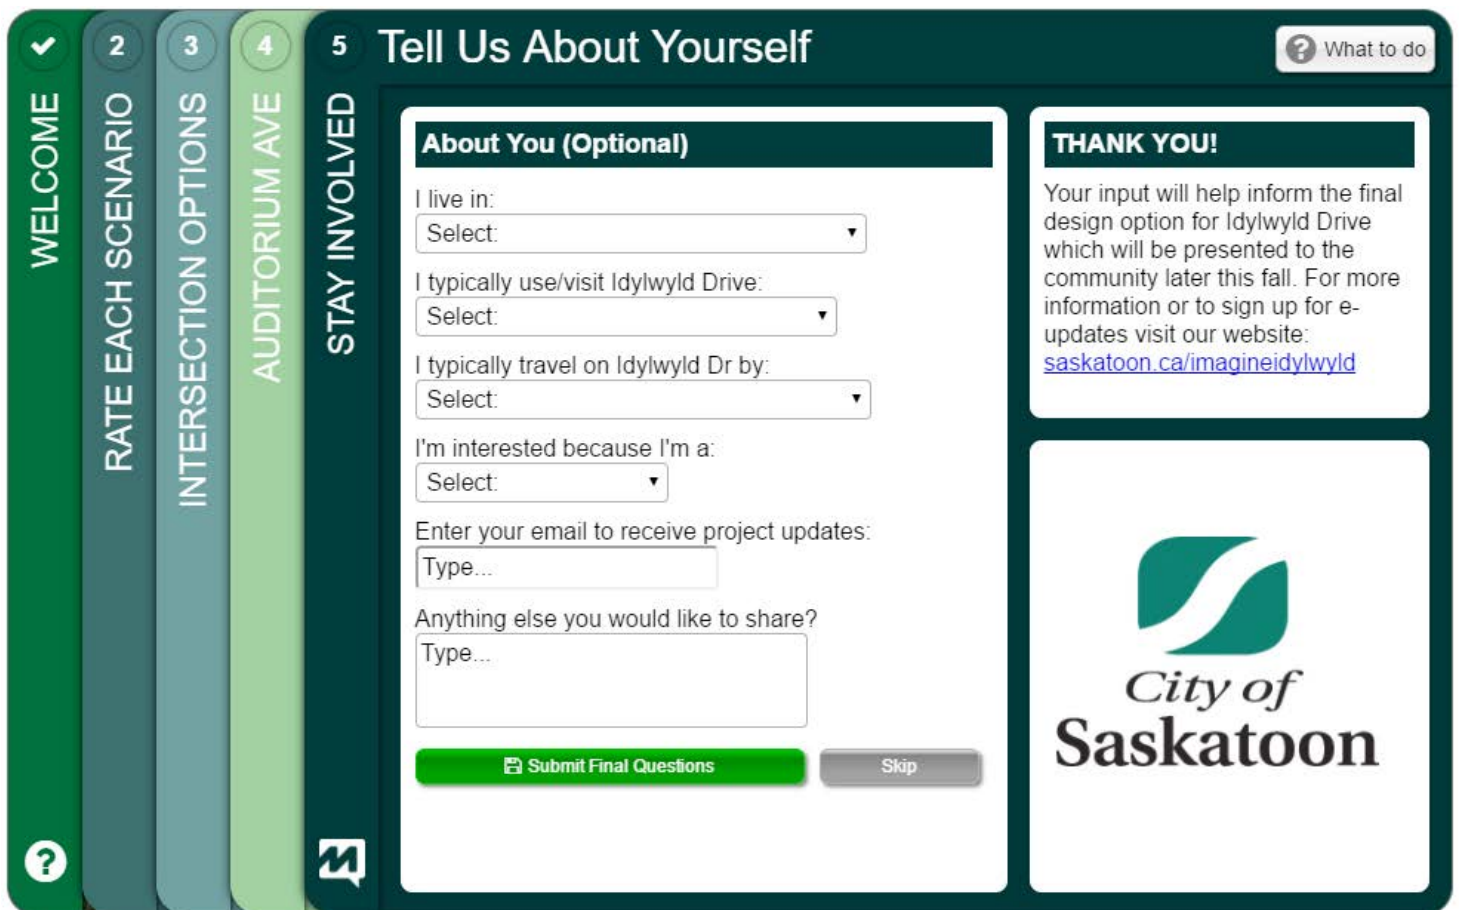 WELCOME
2
RATE EACH SCENARIO
3
INTERSECTION OPTIONS
4
AUDITORIUM AVE
5
STAY INVOLVED
Tell Us About Yourself
? What to do
About You (Optional)
I live in:
Select:
I typically use/visit Idylwyld Drive:
Select:
I typically travel on Idylwyld Dr by:
Select:
I'm interested because I'm a:
Select:
Enter your email to receive project updates:
Type...
Anything else you would like to share?
Type...
Submit Final Questions
Skip
THANK YOU!
Your input will help inform the final
design option for Idylwyld Drive
which will be presented to the
community later this fall. For more
information or to sign up for e-
updates visit our website:
saskatoon.ca/imagineidylwyld
City of
Saskatoon
?